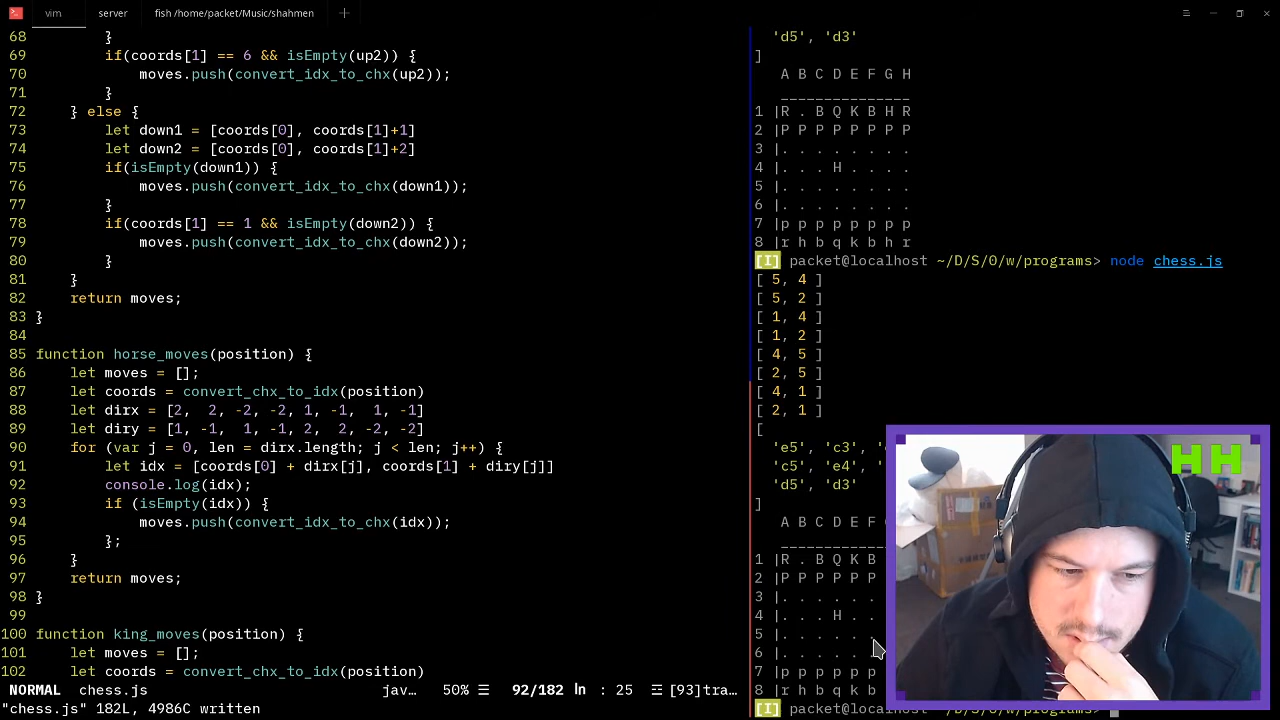 vim server fish /home/packet/Music/shahmen
68 }
69 if(coords[1] == 6 && isEmpty(up2)) {
70 moves.push(convert_idx_to_chx(up2));
71 }
72 } else {
73 let down1 = [coords[0], coords[1]+1]
74 let down2 = [coords[0], coords[1]+2]
75 if(isEmpty(down1)) {
76 moves.push(convert_idx_to_chx(down1));
77 }
78 if(coords[1] == 1 && isEmpty(down2)) {
79 moves.push(convert_idx_to_chx(down2));
80 }
81 }
82 return moves;
83 }
84
85 function horse_moves(position) {
86 let moves = [];
87 let coords = convert_chx_to_idx(position)
88 let dirx = [2, 2, -2, -2, 1, -1, 1, -1]
89 let diry = [1, -1, 1, -1, 2, 2, -2, -2]
90 for (var j = 0, len = dirx.length; j < len; j++) {
91 let idx = [coords[0] + dirx[j], coords[1] + diry[j]]
92 console.log(idx);
93 if (isEmpty(idx)) {
94 moves.push(convert_idx_to_chx(idx));
95 };
96 }
97 return moves;
98 }
99
100 function king_moves(position) {
101 let moves = [];
102 let coords = convert_chx_to_idx(position)
NORMAL chess.js jav… 50% ☰ 92/182 ln : 25 ☲ [93]tra…
"chess.js" 182L, 4986C written
'd5', 'd3'
]
A B C D E F G H
_______________
1 |R . B Q K B H R
2 |P P P P P P P P
3 |. . . . . . . .
4 |. . . H . . . .
5 |. . . . . . . .
6 |. . . . . . . .
7 |p p p p p p p p
8 |r h b q k b h r
[I] packet@localhost ~/D/S/0/w/programs> node chess.js
[ 5, 4 ]
[ 5, 2 ]
[ 1, 4 ]
[ 1, 2 ]
[ 4, 5 ]
[ 2, 5 ]
[ 4, 1 ]
[ 2, 1 ]
[
'e5', 'c3',
'c5', 'e4',
'd5', 'd3'
]
A B C D E F
1 |R . B Q K B
2 |P P P P P P
3 |. . . . . .
4 |. . . H . .
5 |. . . . . .
6 |. . . . . .
7 |p p p p p p
8 |r h b q k b
[I] packet@localhost ~/D/S/0/w/programs>
HH